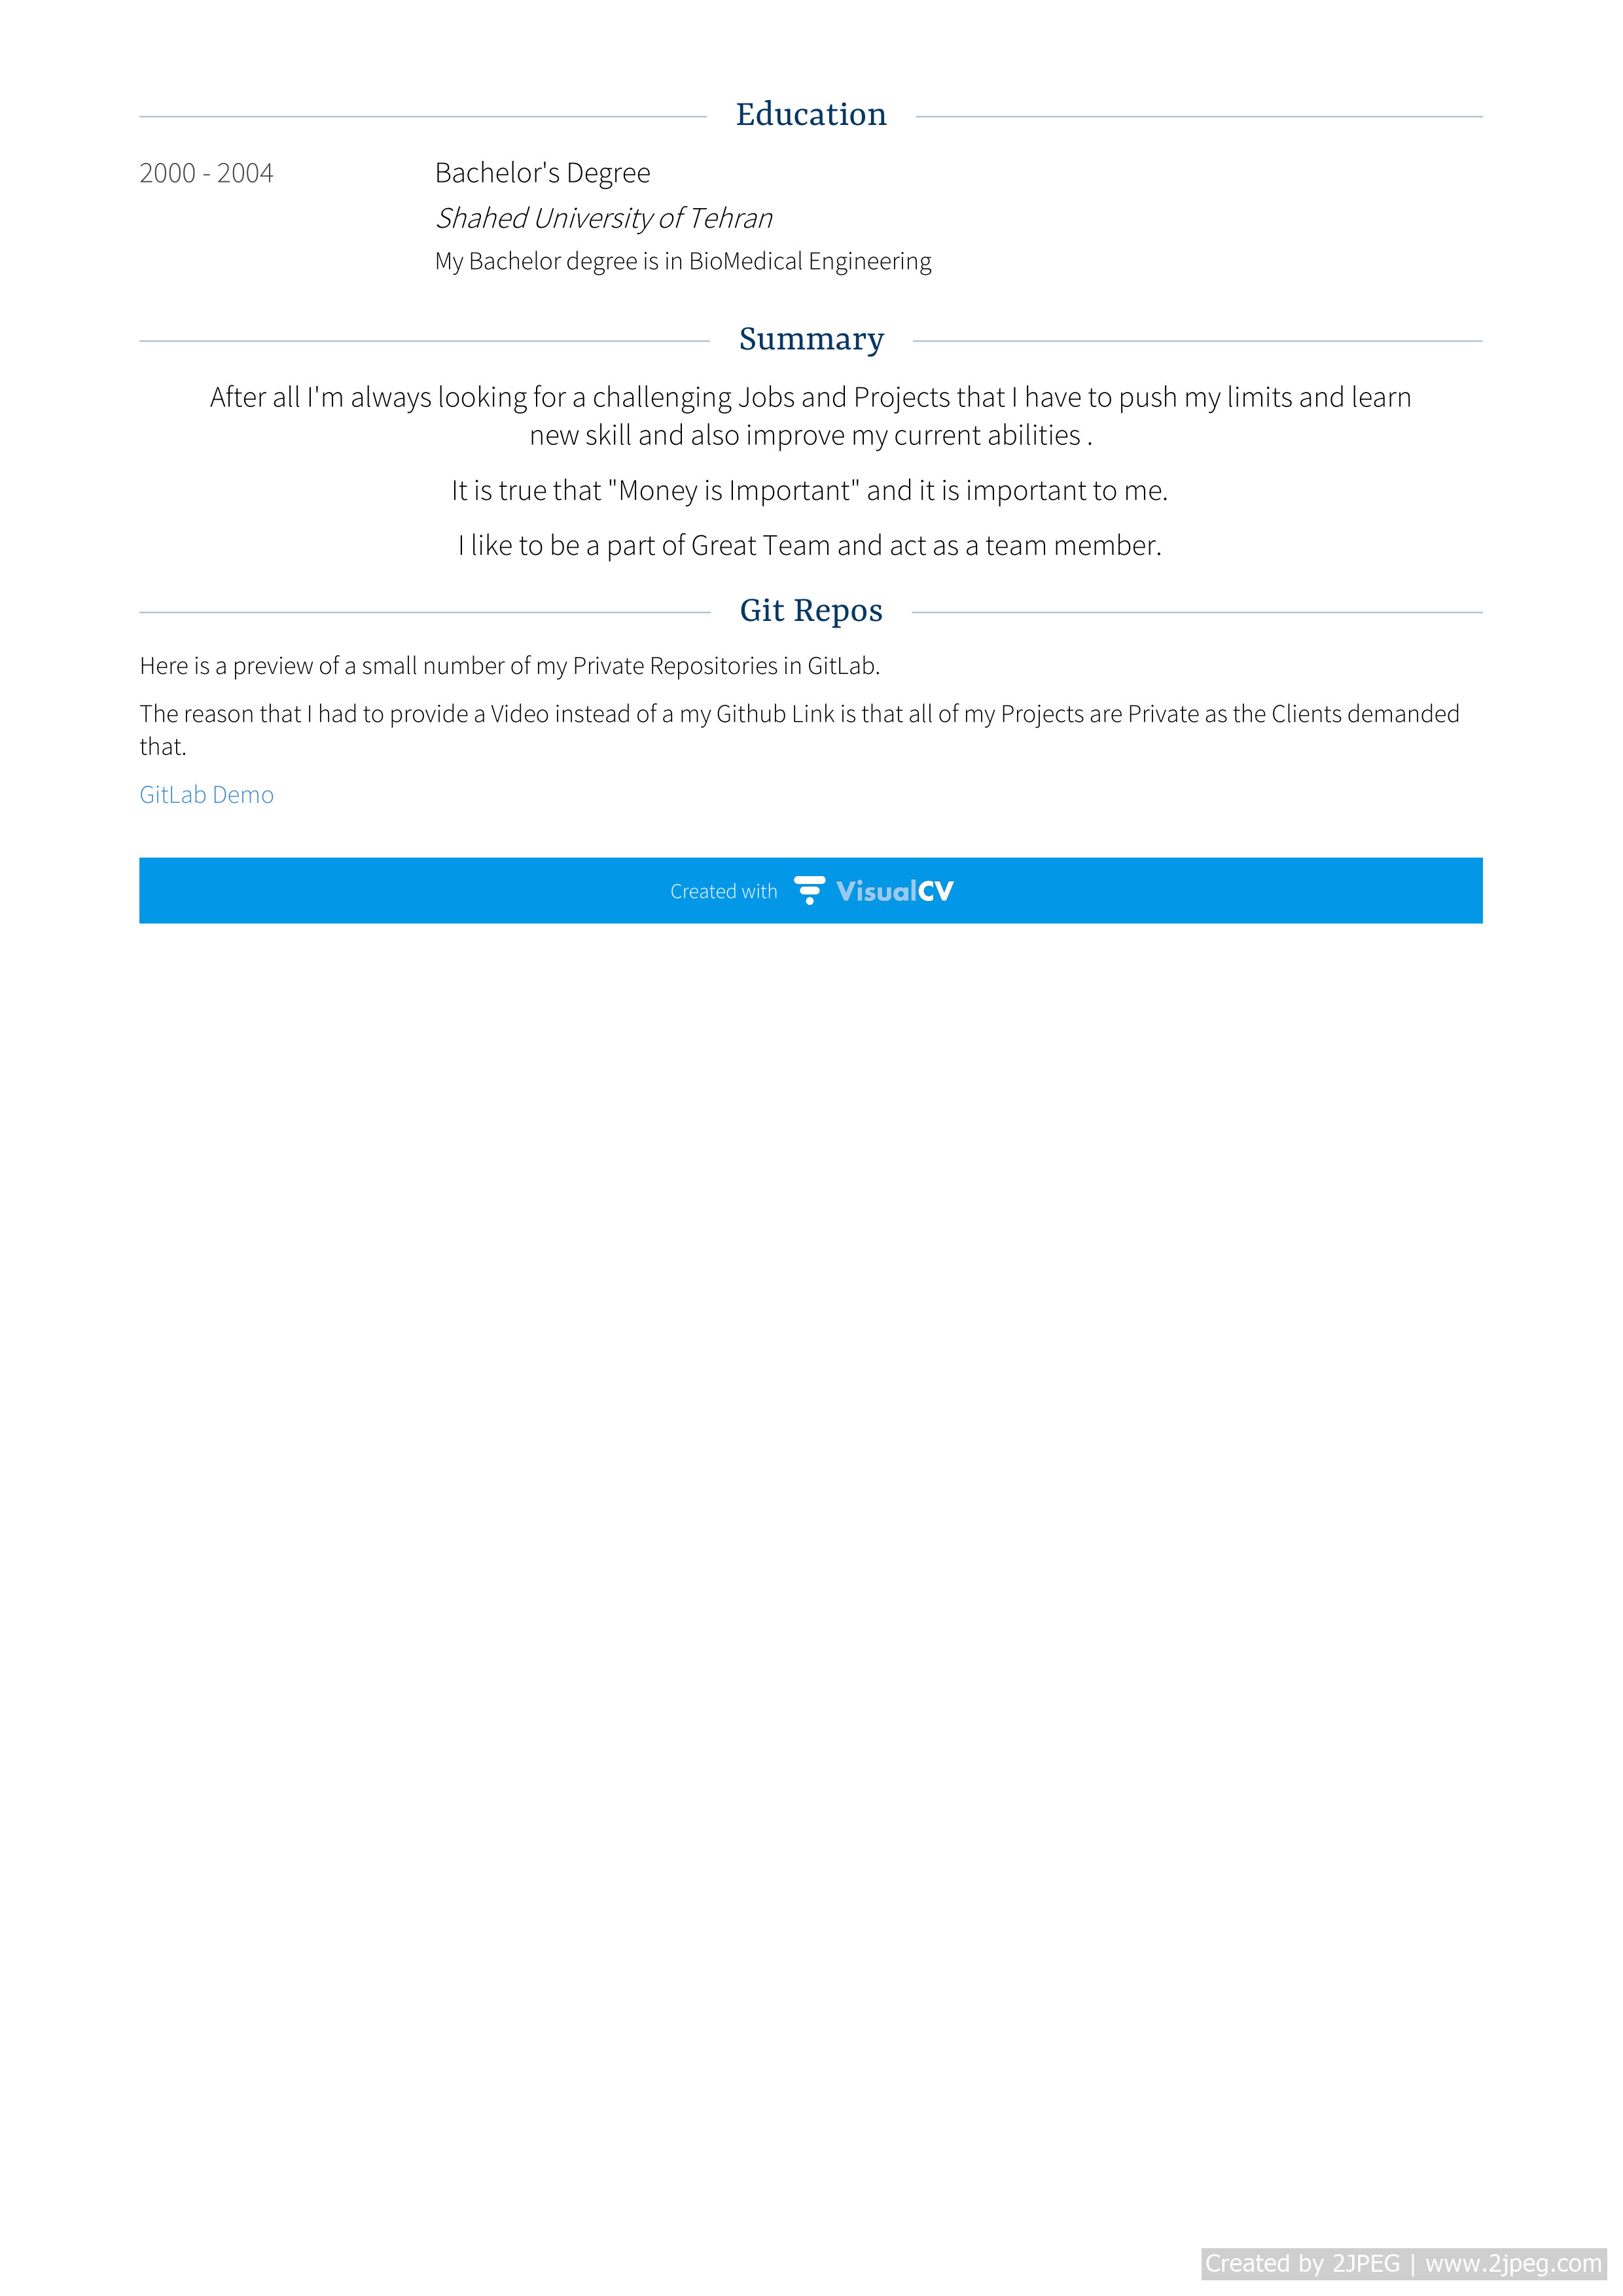 Education
2000 - 2004
Bachelor's Degree
Shahed University of Tehran
My Bachelor degree is in BioMedical Engineering
Summary
After all I'm always looking for a challenging Jobs and Projects that I have to push my limits and learn
new skill and also improve my current abilities .
It is true that "Money is Important" and it is important to me.
I like to be a part of Great Team and act as a team member.
Git Repos
Here is a preview of a small number of my Private Repositories in GitLab.
The reason that I had to provide a Video instead of a my Github Link is that all of my Projects are Private as the Clients demanded
that.
GitLab Demo
Created with VisualCV
Created by 2JPEG | www.2jpeg.com